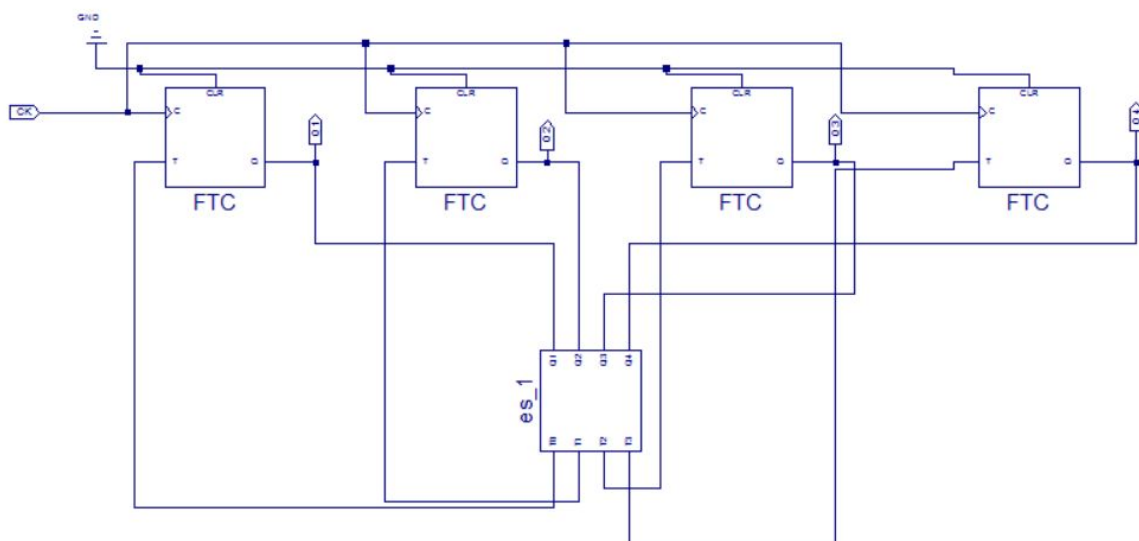 GND
CLR CLR CLR CLR
CK
C C C C
Q1 Q2 Q3 Q4
T Q T Q T Q T Q
FTC FTC FTC FTC
Q1 Q2 Q3 Q4
es_1
T0 T1 T2 T3